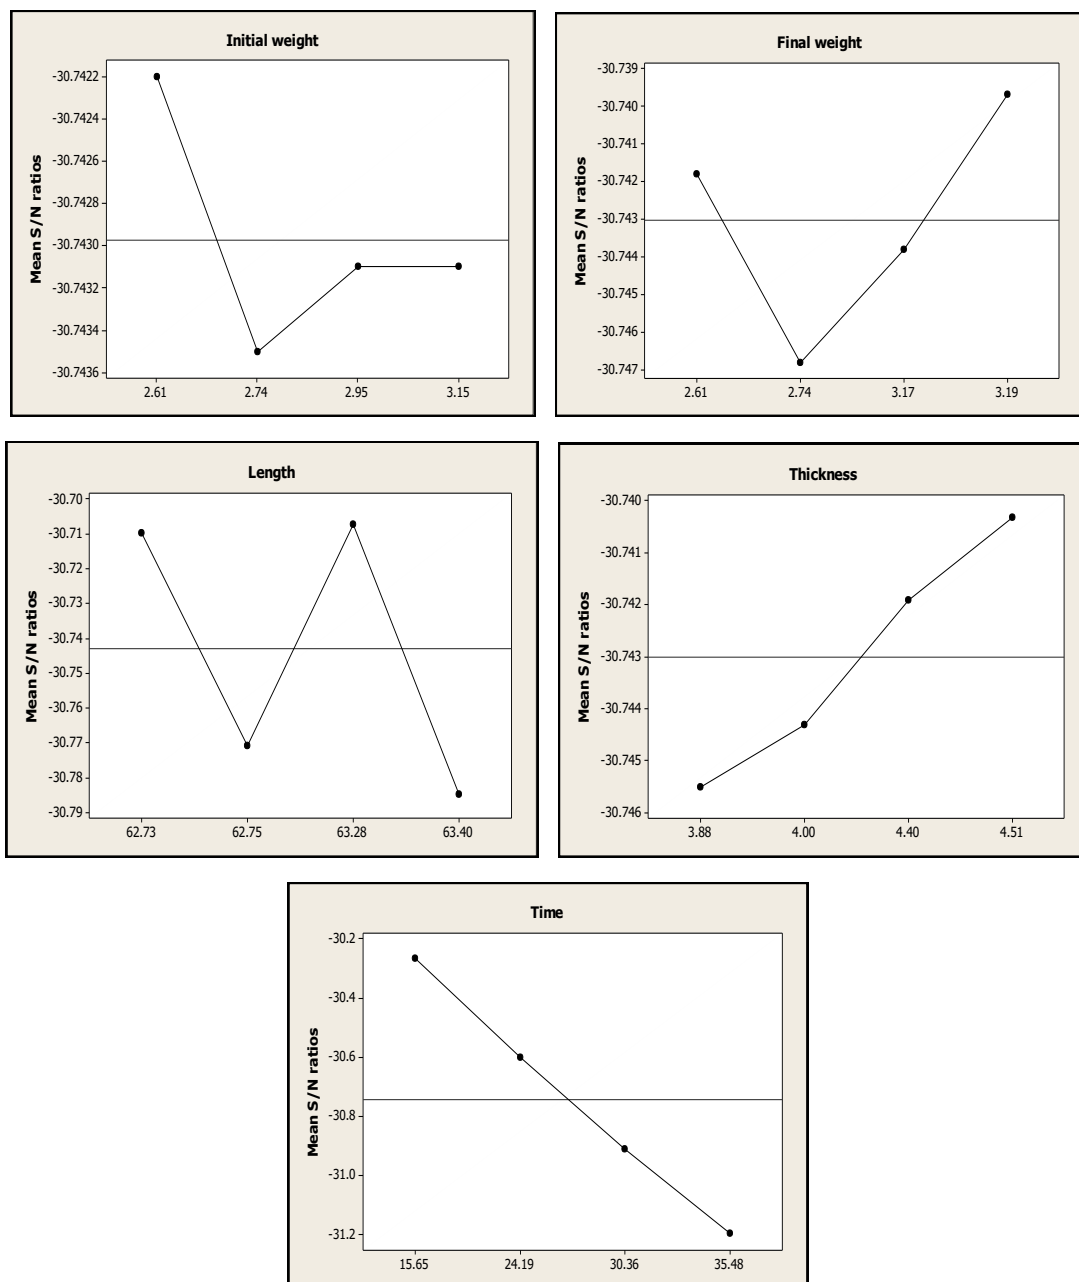 Initial weight
Mean S/N ratios
-30.7422
-30.7424
-30.7426
-30.7428
-30.7430
-30.7432
-30.7434
-30.7436
2.61 2.74 2.95 3.15
Final weight
Mean S/N ratios
-30.739
-30.740
-30.741
-30.742
-30.743
-30.744
-30.745
-30.746
-30.747
2.61 2.74 3.17 3.19
Length
Mean S/N ratios
-30.70
-30.71
-30.72
-30.73
-30.74
-30.75
-30.76
-30.77
-30.78
-30.79
62.73 62.75 63.28 63.40
Thickness
Mean S/N ratios
-30.740
-30.741
-30.742
-30.743
-30.744
-30.745
-30.746
3.88 4.00 4.40 4.51
Time
Mean S/N ratios
-30.2
-30.4
-30.6
-30.8
-31.0
-31.2
15.65 24.19 30.36 35.48